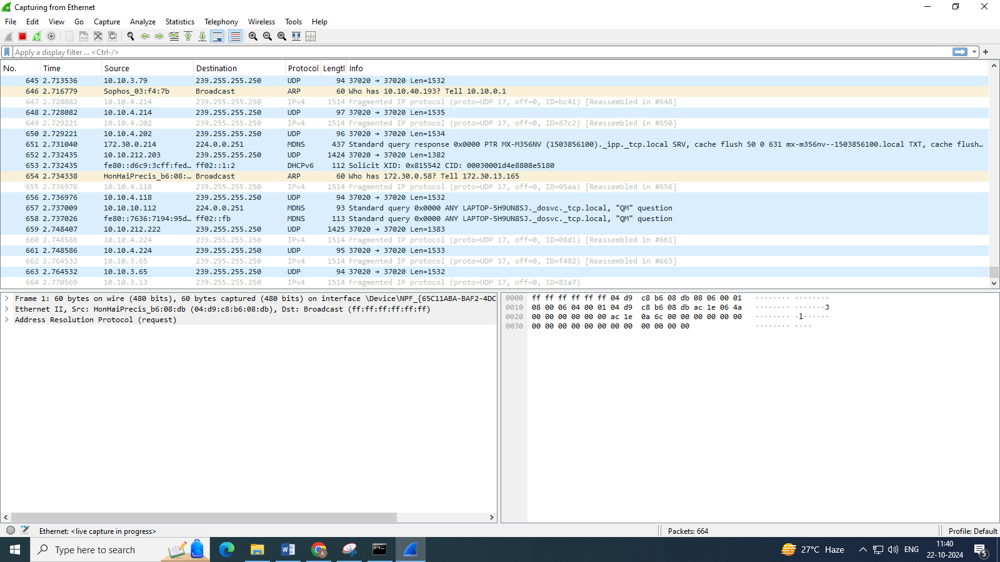 Capturing from Ethernet
File Edit View Go Capture Analyze Statistics Telephony Wireless Tools Help
Apply a display filter ... <Ctrl-/>
No. Time Source Destination Protocol Lengtl Info
645 2.713536 10.10.3.79 239.255.255.250 UDP 94 37020 → 37020 Len=1532
646 2.716779 Sophos_03:f4:7b Broadcast ARP 60 Who has 10.10.40.193? Tell 10.10.0.1
647 2.728082 10.10.4.214 239.255.255.250 IPv4 1514 Fragmented IP protocol (proto=UDP 17, off=0, ID=bc41) [Reassembled in #648]
648 2.728082 10.10.4.214 239.255.255.250 UDP 97 37020 → 37020 Len=1535
649 2.729221 10.10.4.202 239.255.255.250 IPv4 1514 Fragmented IP protocol (proto=UDP 17, off=0, ID=87c2) [Reassembled in #650]
650 2.729221 10.10.4.202 239.255.255.250 UDP 96 37020 → 37020 Len=1534
651 2.731040 172.30.0.214 224.0.0.251 MDNS 437 Standard query response 0x0000 PTR MX-M356NV (1503856100)._ipp._tcp.local SRV, cache flush 50 0 631 mx-m356nv--1503856100.local TXT, cache flush…
652 2.732435 10.10.212.203 239.255.255.250 UDP 1424 37020 → 37020 Len=1382
653 2.732435 fe80::d6c9:3cff:fed… ff02::1:2 DHCPv6 112 Solicit XID: 0x815542 CID: 00030001d4e8808e5180
654 2.734338 HonHaiPrecis_b6:08:… Broadcast ARP 60 Who has 172.30.0.58? Tell 172.30.13.165
655 2.736976 10.10.4.118 239.255.255.250 IPv4 1514 Fragmented IP protocol (proto=UDP 17, off=0, ID=05aa) [Reassembled in #656]
656 2.736976 10.10.4.118 239.255.255.250 UDP 94 37020 → 37020 Len=1532
657 2.737009 10.10.10.112 224.0.0.251 MDNS 93 Standard query 0x0000 ANY LAPTOP-5H9UN8SJ._dosvc._tcp.local, "QM" question
658 2.737026 fe80::7636:7194:95d… ff02::fb MDNS 113 Standard query 0x0000 ANY LAPTOP-5H9UN8SJ._dosvc._tcp.local, "QM" question
659 2.748407 10.10.212.222 239.255.255.250 UDP 1425 37020 → 37020 Len=1383
660 2.748586 10.10.4.224 239.255.255.250 IPv4 1514 Fragmented IP protocol (proto=UDP 17, off=0, ID=08d1) [Reassembled in #661]
661 2.748586 10.10.4.224 239.255.255.250 UDP 95 37020 → 37020 Len=1533
662 2.764532 10.10.3.65 239.255.255.250 IPv4 1514 Fragmented IP protocol (proto=UDP 17, off=0, ID=f482) [Reassembled in #663]
663 2.764532 10.10.3.65 239.255.255.250 UDP 94 37020 → 37020 Len=1532
664 2.770569 10.10.3.13 239.255.255.250 IPv4 1514 Fragmented IP protocol (proto=UDP 17, off=0, ID=81a7)
Frame 1: 60 bytes on wire (480 bits), 60 bytes captured (480 bits) on interface \Device\NPF_{65C11ABA-BAF2-4DC
Ethernet II, Src: HonHaiPrecis_b6:08:db (04:d9:c8:b6:08:db), Dst: Broadcast (ff:ff:ff:ff:ff:ff)
Address Resolution Protocol (request)
0000 ff ff ff ff ff ff 04 d9 c8 b6 08 db 08 06 00 01 ········ ········
0010 08 00 06 04 00 01 04 d9 c8 b6 08 db ac 1e 06 4a ········ ·······J
0020 00 00 00 00 00 00 ac 1e 0a 6c 00 00 00 00 00 00 ········ ·l······
0030 00 00 00 00 00 00 00 00 00 00 00 00 ········ ····
Ethernet: <live capture in progress> Packets: 664 Profile: Default
Type here to search 27°C Haze ENG 11:40
22-10-2024 5